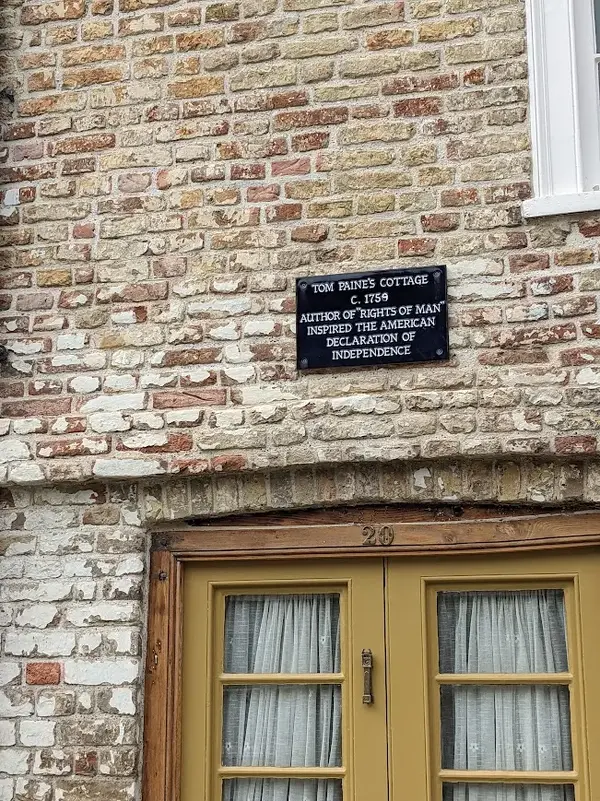 TOM PAINE'S COTTAGE
C. 1759
AUTHOR OF "RIGHTS OF MAN"
INSPIRED THE AMERICAN
DECLARATION OF
INDEPENDENCE
20